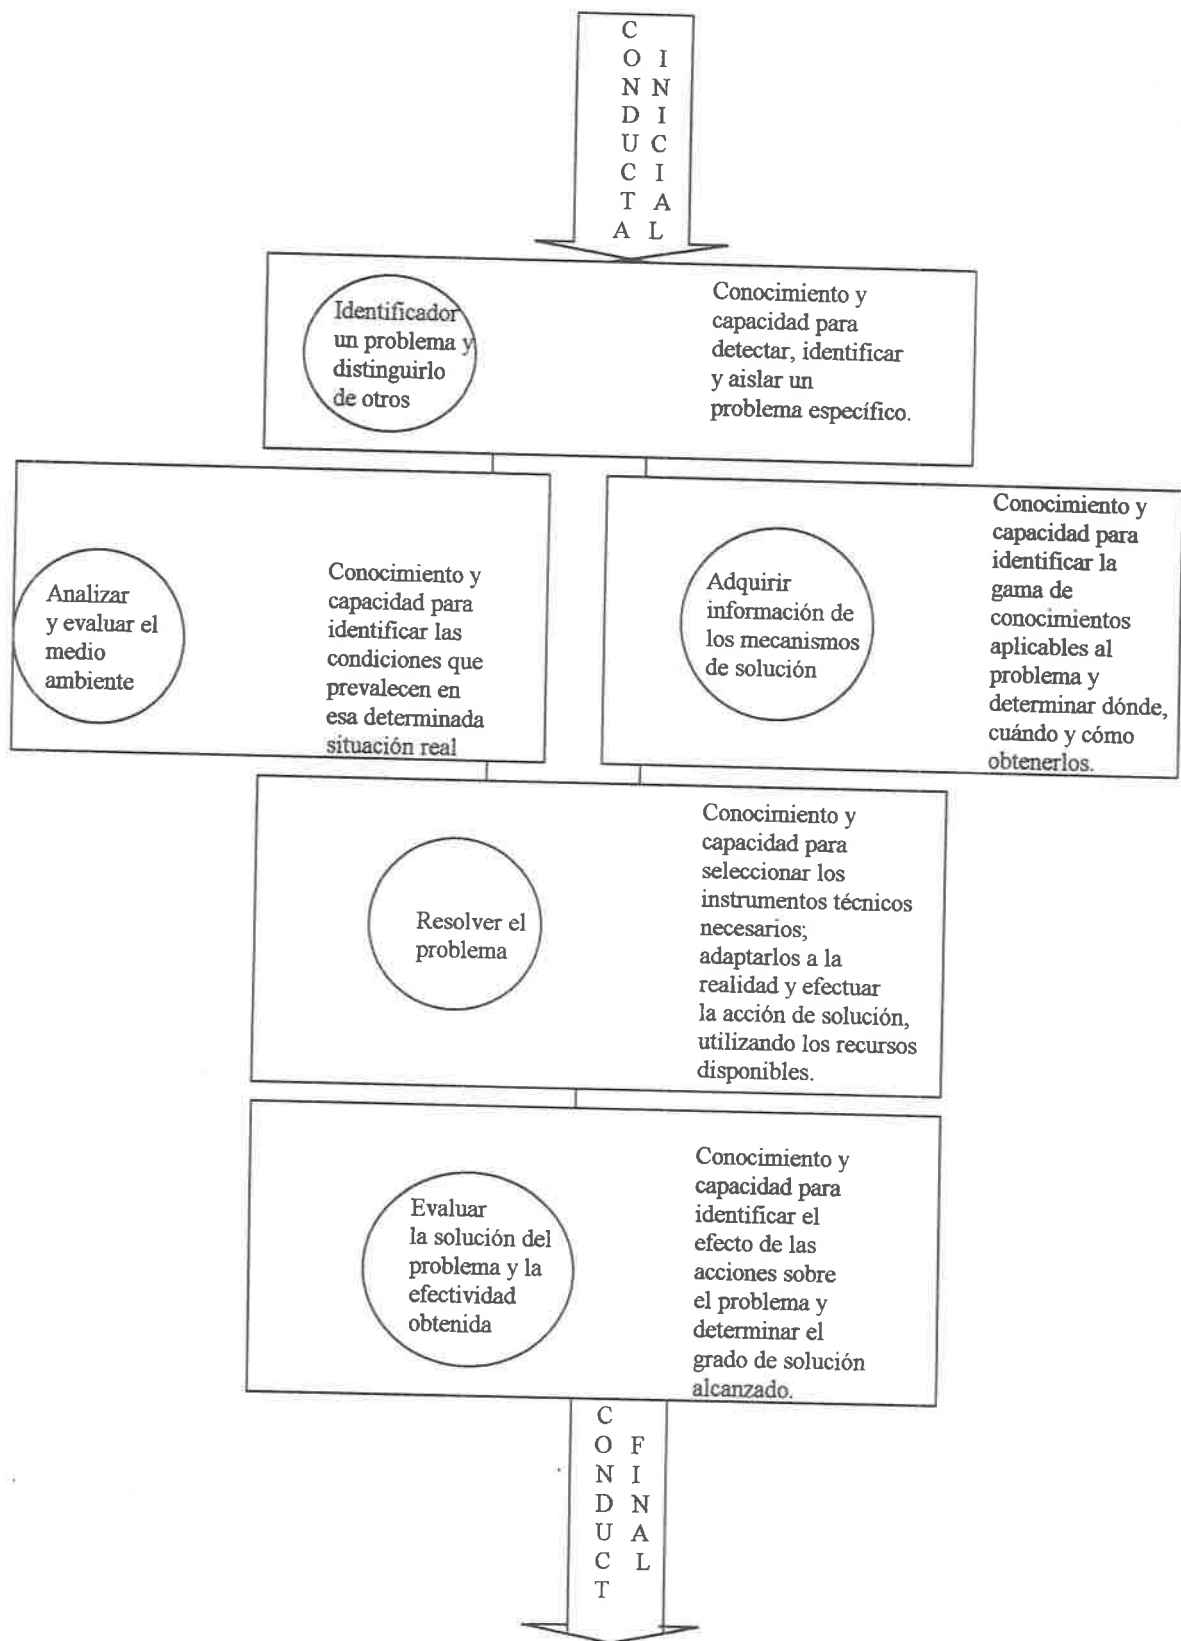 C
O I
N N
D I
U C
C I
T A
A L
Identificador
un problema y
distinguirlo
de otros
Conocimiento y
capacidad para
detectar, identificar
y aislar un
problema específico.
Analizar
y evaluar el
medio
ambiente
Conocimiento y
capacidad para
identificar las
condiciones que
prevalecen en
esa determinada
situación real
Adquirir
información de
los mecanismos
de solución
Conocimiento y
capacidad para
identificar la
gama de
conocimientos
aplicables al
problema y
determinar dónde,
cuándo y cómo
obtenerlos.
Resolver el
problema
Conocimiento y
capacidad para
seleccionar los
instrumentos técnicos
necesarios;
adaptarlos a la
realidad y efectuar
la acción de solución,
utilizando los recursos
disponibles.
Evaluar
la solución del
problema y la
efectividad
obtenida
Conocimiento y
capacidad para
identificar el
efecto de las
acciones sobre
el problema y
determinar el
grado de solución
alcanzado.
C
O F
N I
D N
U A
C L
T